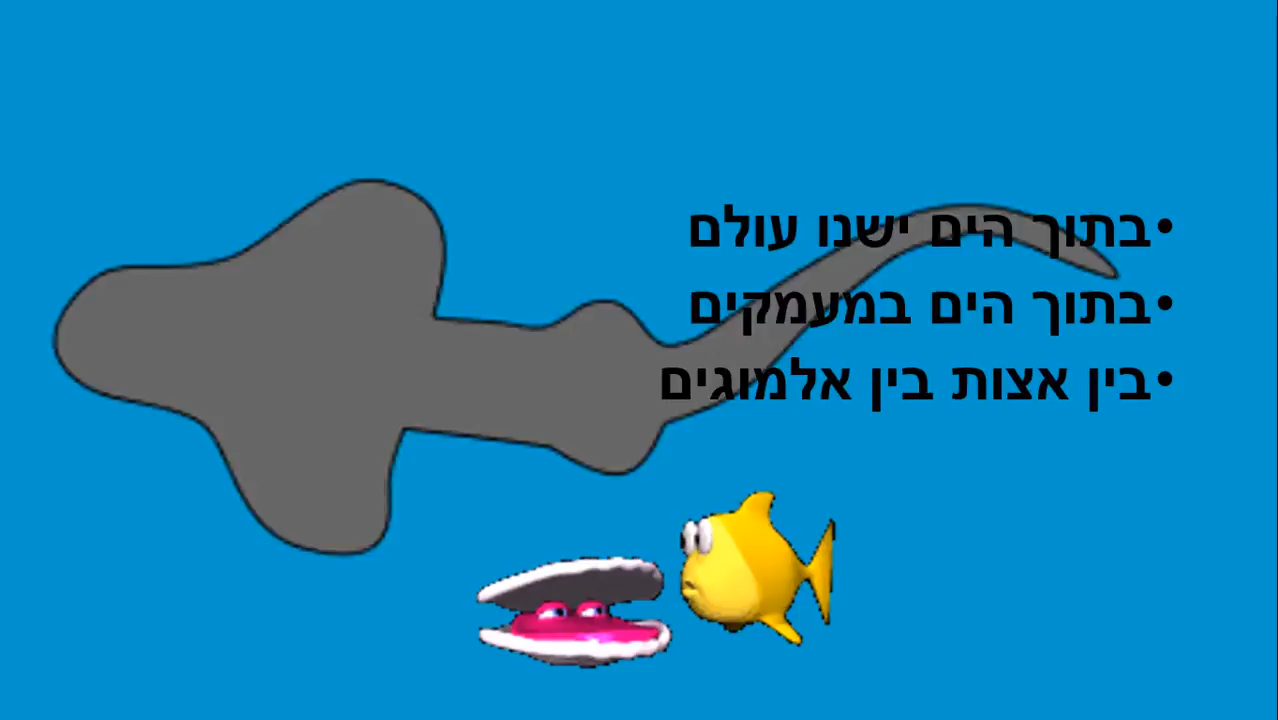 •בתוך הים ישנו עולם
•בתוך הים במעמקים
•בין אצות בין אלמוגים